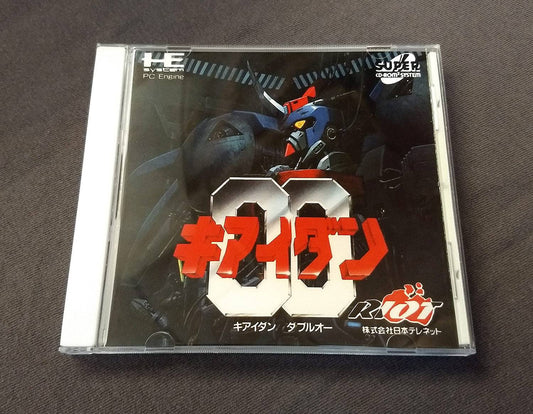 HE
SYSTEM
PC Engine
SUPER
CD-ROM² SYSTEM
00
キアイダン
キアイダン ダブルオー
RIOT
株式会社日本テレネット